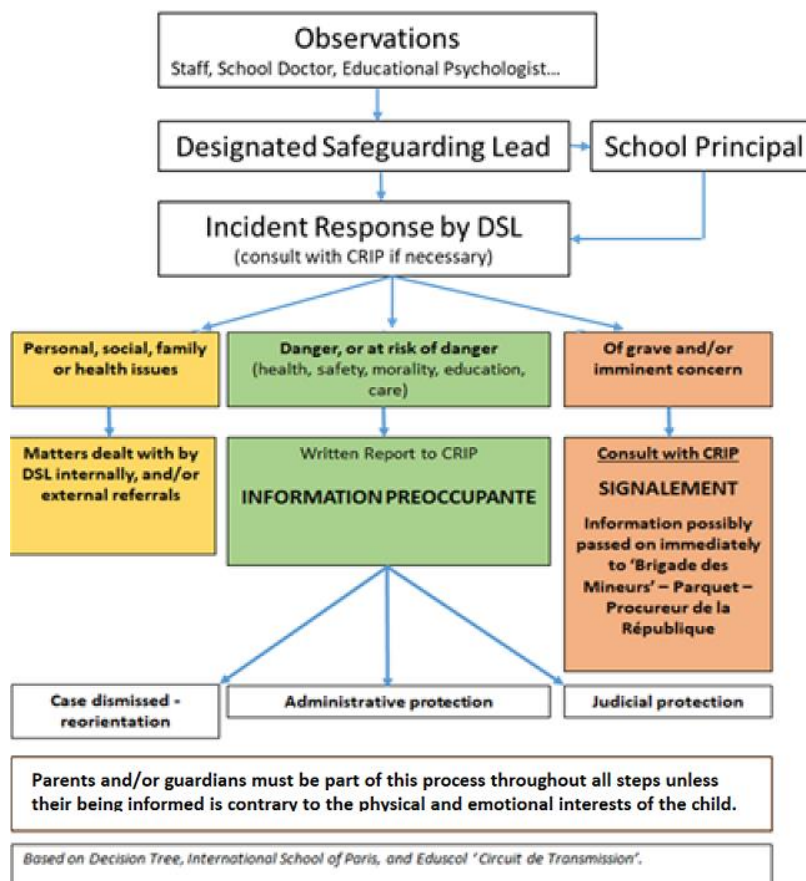 Observations
Staff, School Doctor, Educational Psychologist...
Designated Safeguarding Lead
School Principal
Incident Response by DSL
(consult with CRIP if necessary)
Personal, social, family
or health issues
Danger, or at risk of danger
(health, safety, morality, education,
care)
Of grave and/or
imminent concern
Matters dealt with by
DSL internally, and/or
external referrals
Written Report to CRIP
INFORMATION PREOCCUPANTE
Consult with CRIP
SIGNALEMENT
Information possibly
passed on immediately
to 'Brigade des
Mineurs' – Parquet –
Procureur de la
République
Case dismissed -
reorientation
Administrative protection
Judicial protection
Parents and/or guardians must be part of this process throughout all steps unless
their being informed is contrary to the physical and emotional interests of the child.
Based on Decision Tree, International School of Paris, and Eduscol 'Circuit de Transmission'.